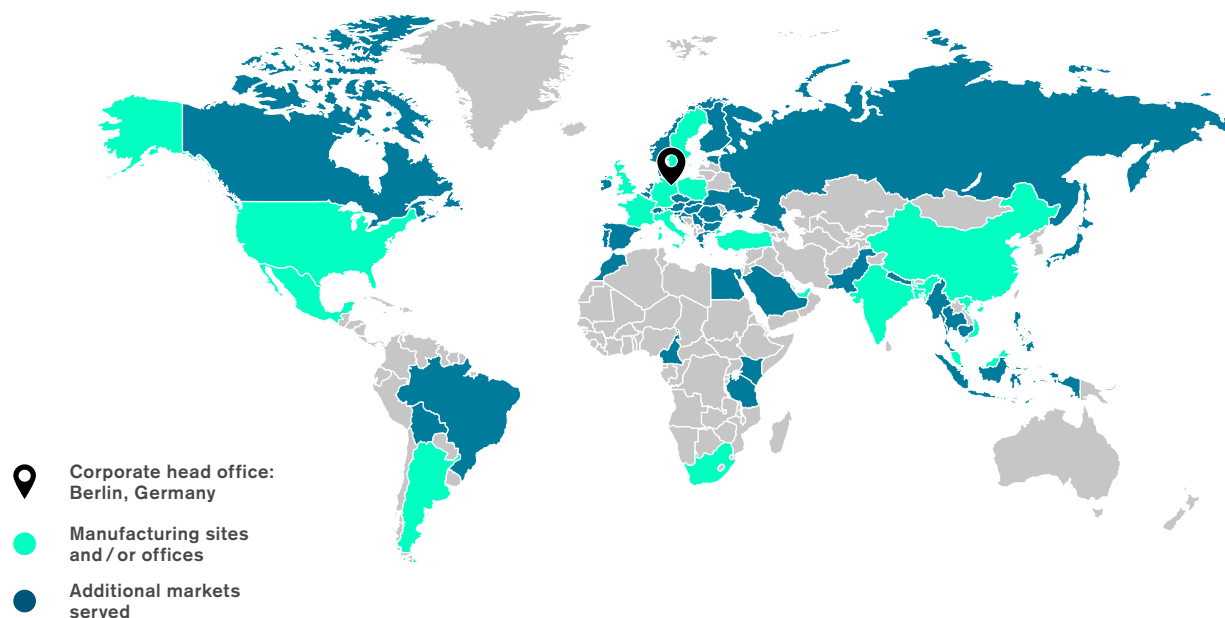 Corporate head office:
Berlin, Germany
Manufacturing sites
and / or offices
Additional markets
served